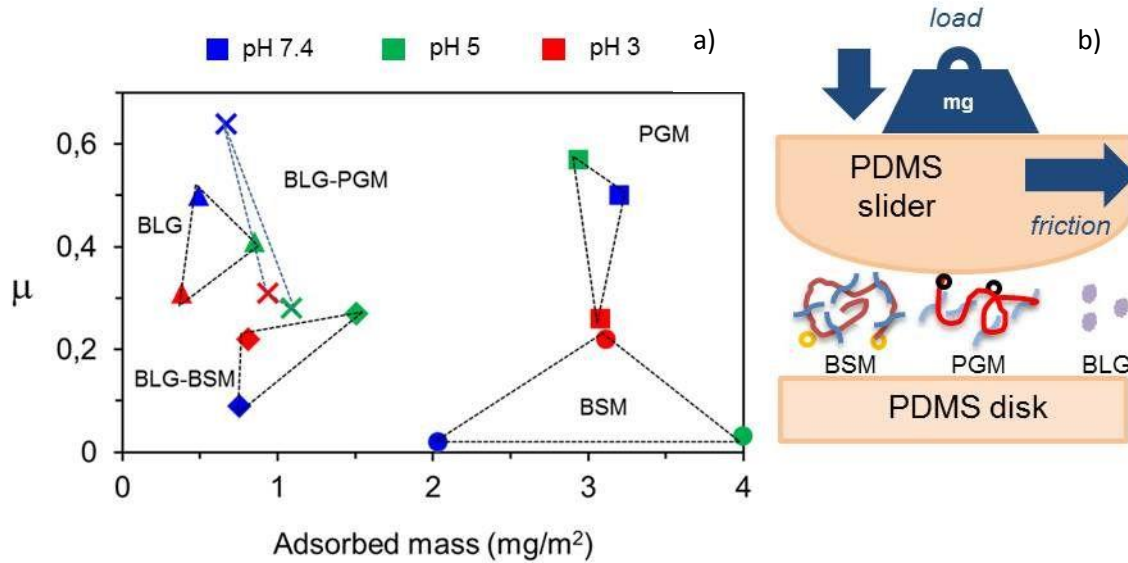 pH 7.4 pH 5 pH 3 a)
0,6
0,4
0,2
0
μ
BLG
BLG-PGM
PGM
BLG-BSM
BSM
0 1 2 3 4
Adsorbed mass (mg/m²)
b)
load
mg
PDMS
slider
friction
BSM PGM BLG
PDMS disk